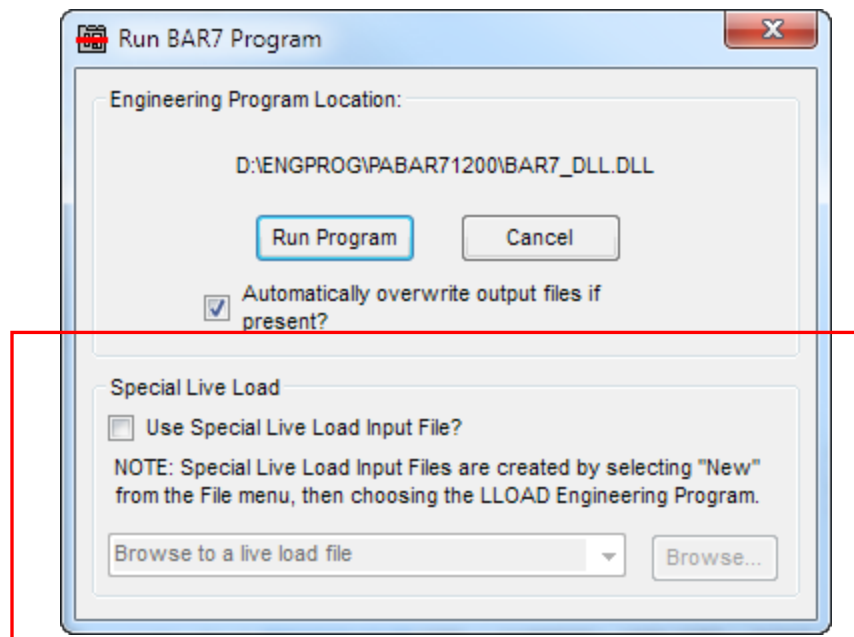 Run BAR7 Program
Engineering Program Location:
D:\ENGPROG\PABAR71200\BAR7_DLL.DLL
Run Program
Cancel
Automatically overwrite output files if
present?
Special Live Load
Use Special Live Load Input File?
NOTE: Special Live Load Input Files are created by selecting "New"
from the File menu, then choosing the LLOAD Engineering Program.
Browse to a live load file
Browse...